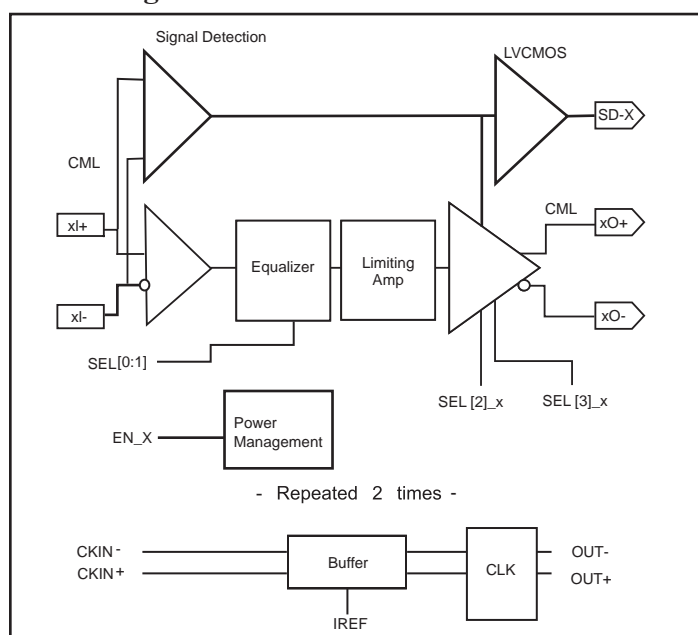 Signal Detection
LVCMOS
SD-X
CML
xI+
xI-
Equalizer
Limiting
Amp
CML
xO+
xO-
SEL[0:1]
SEL [2]_x
SEL [3]_x
EN_X
Power
Management
- Repeated 2 times -
CKIN-
CKIN+
Buffer
CLK
OUT-
OUT+
IREF